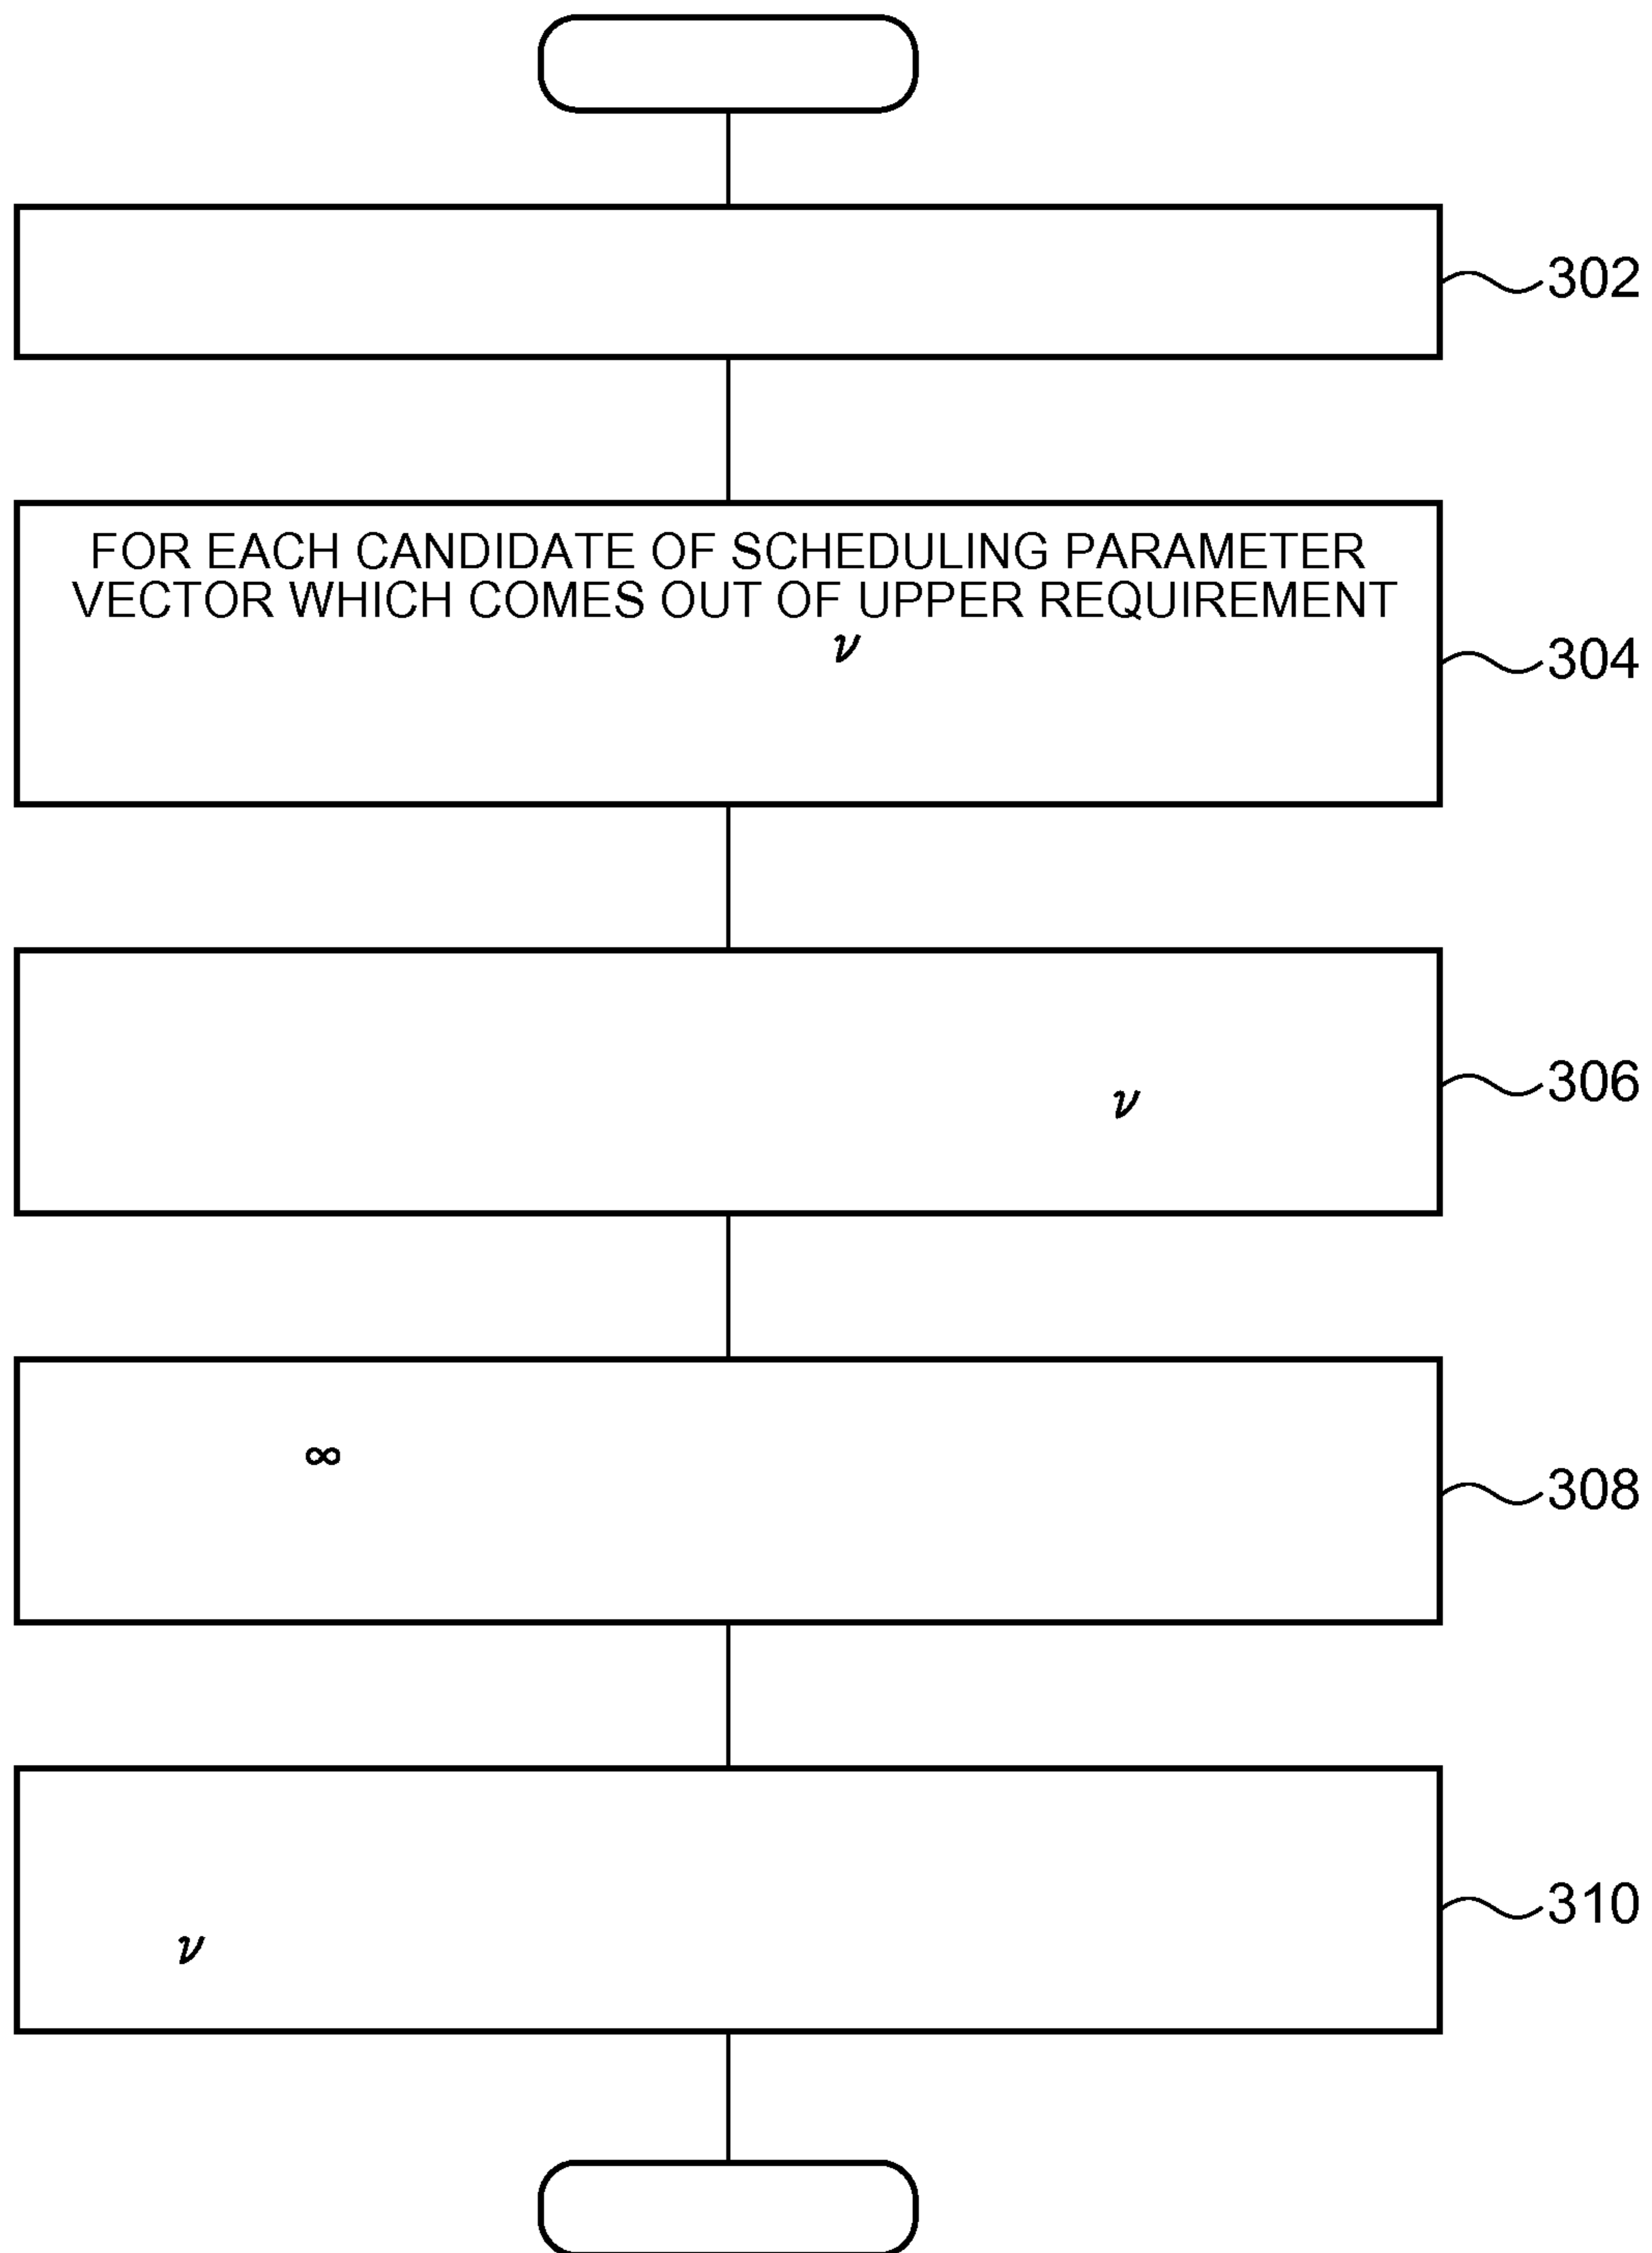 302
FOR EACH CANDIDATE OF SCHEDULING PARAMETER
VECTOR WHICH COMES OUT OF UPPER REQUIREMENT
ν
304
306
ν
∞
308
310
ν